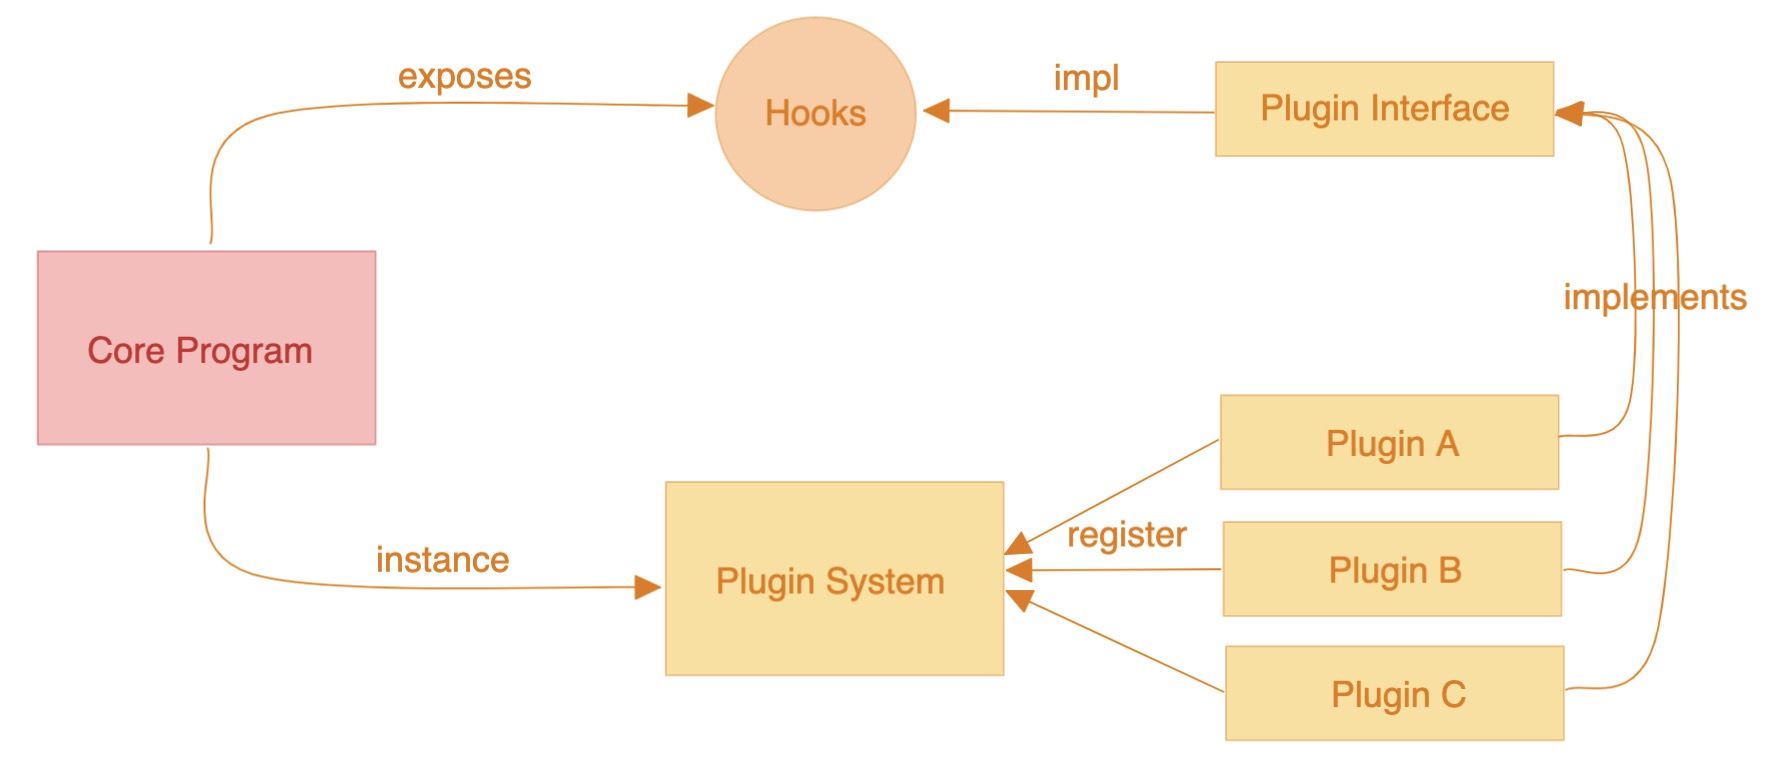 exposes
Hooks
impl
Plugin Interface
Core Program
implements
instance
Plugin System
register
Plugin A
Plugin B
Plugin C